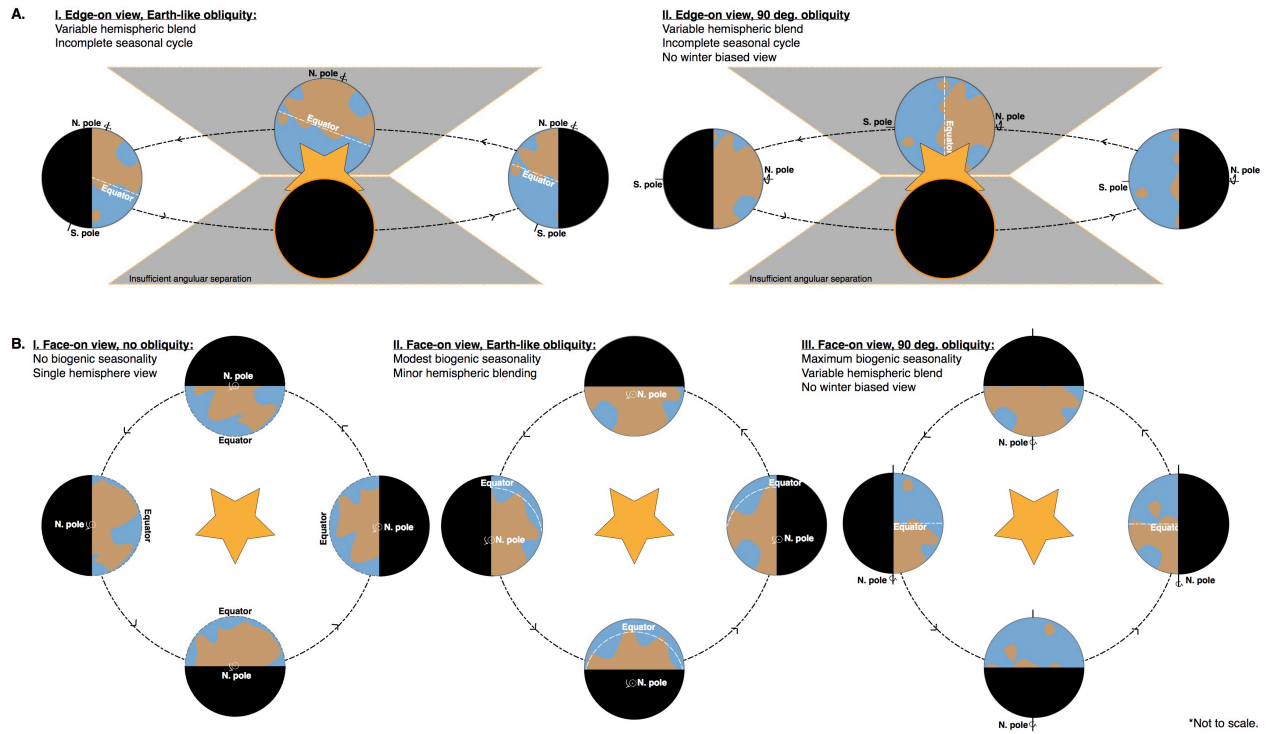 A.
I. Edge-on view, Earth-like obliquity:
Variable hemispheric blend
Incomplete seasonal cycle
II. Edge-on view, 90 deg. obliquity
Variable hemispheric blend
Incomplete seasonal cycle
No winter biased view
N. pole
Equator
N. pole
Equator
S. pole
N. pole
Equator
S. pole
Insufficient anguluar separation
S. pole
N. pole
Equator
N. pole
S. pole
N. pole
S. pole
Insufficient anguluar separation
B.
I. Face-on view, no obliquity:
No biogenic seasonality
Single hemisphere view
II. Face-on view, Earth-like obliquity:
Modest biogenic seasonality
Minor hemispheric blending
III. Face-on view, 90 deg. obliquity:
Maximum biogenic seasonality
Variable hemispheric blend
No winter biased view
N. pole
Equator
N. pole
Equator
Equator
N. pole
Equator
N. pole
N. pole
Equator
N. pole
Equator
N. pole
Equator
N. pole
N. pole
Equato
N. pole
Equato
N. pole
N. pole
*Not to scale.